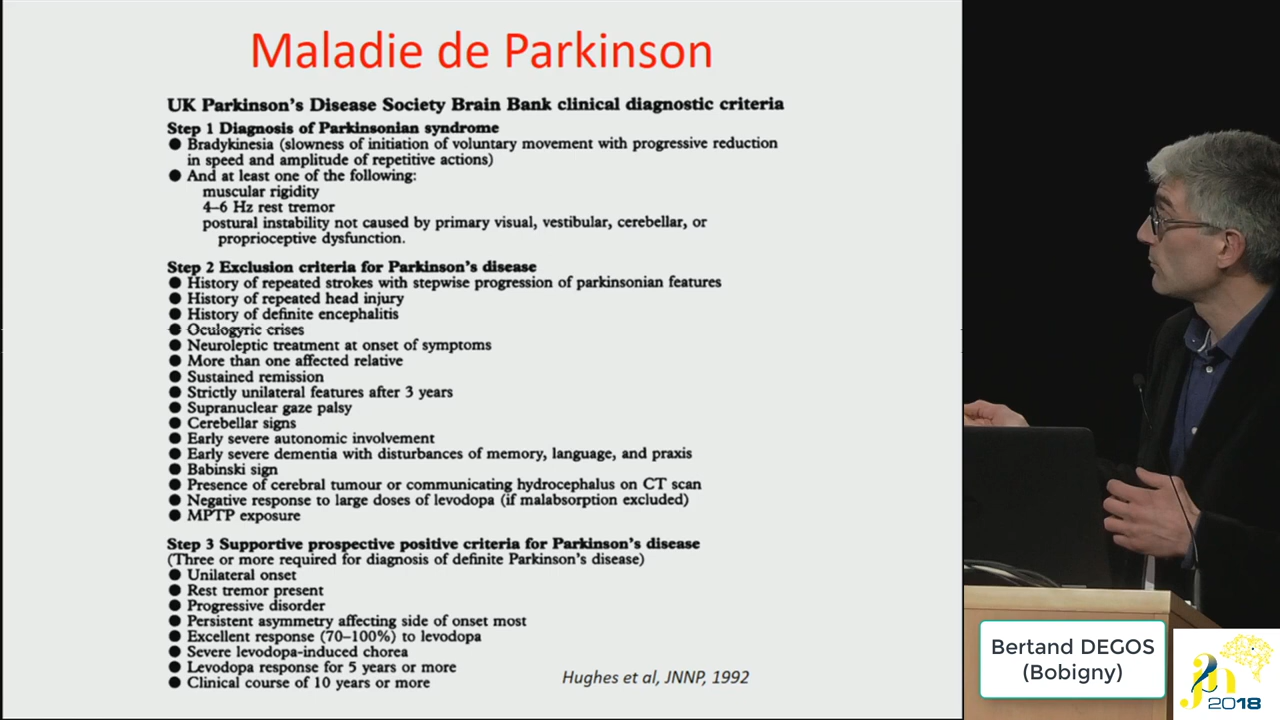 Maladie de Parkinson
UK Parkinson's Disease Society Brain Bank clinical diagnostic criteria
Step 1 Diagnosis of Parkinsonian syndrome
● Bradykinesia (slowness of initiation of voluntary movement with progressive reduction
in speed and amplitude of repetitive actions)
● And at least one of the following:
muscular rigidity
4–6 Hz rest tremor
postural instability not caused by primary visual, vestibular, cerebellar, or
proprioceptive dysfunction.
Step 2 Exclusion criteria for Parkinson's disease
● History of repeated strokes with stepwise progression of parkinsonian features
● History of repeated head injury
● History of definite encephalitis
● Oculogyric crises
● Neuroleptic treatment at onset of symptoms
● More than one affected relative
● Sustained remission
● Strictly unilateral features after 3 years
● Supranuclear gaze palsy
● Cerebellar signs
● Early severe autonomic involvement
● Early severe dementia with disturbances of memory, language, and praxis
● Babinski sign
● Presence of cerebral tumour or communicating hydrocephalus on CT scan
● Negative response to large doses of levodopa (if malabsorption excluded)
● MPTP exposure
Step 3 Supportive prospective positive criteria for Parkinson's disease
(Three or more required for diagnosis of definite Parkinson's disease)
● Unilateral onset
● Rest tremor present
● Progressive disorder
● Persistent asymmetry affecting side of onset most
● Excellent response (70–100%) to levodopa
● Severe levodopa-induced chorea
● Levodopa response for 5 years or more
● Clinical course of 10 years or more
Hughes et al, JNNP, 1992
Bertand DEGOS
(Bobigny)
2018